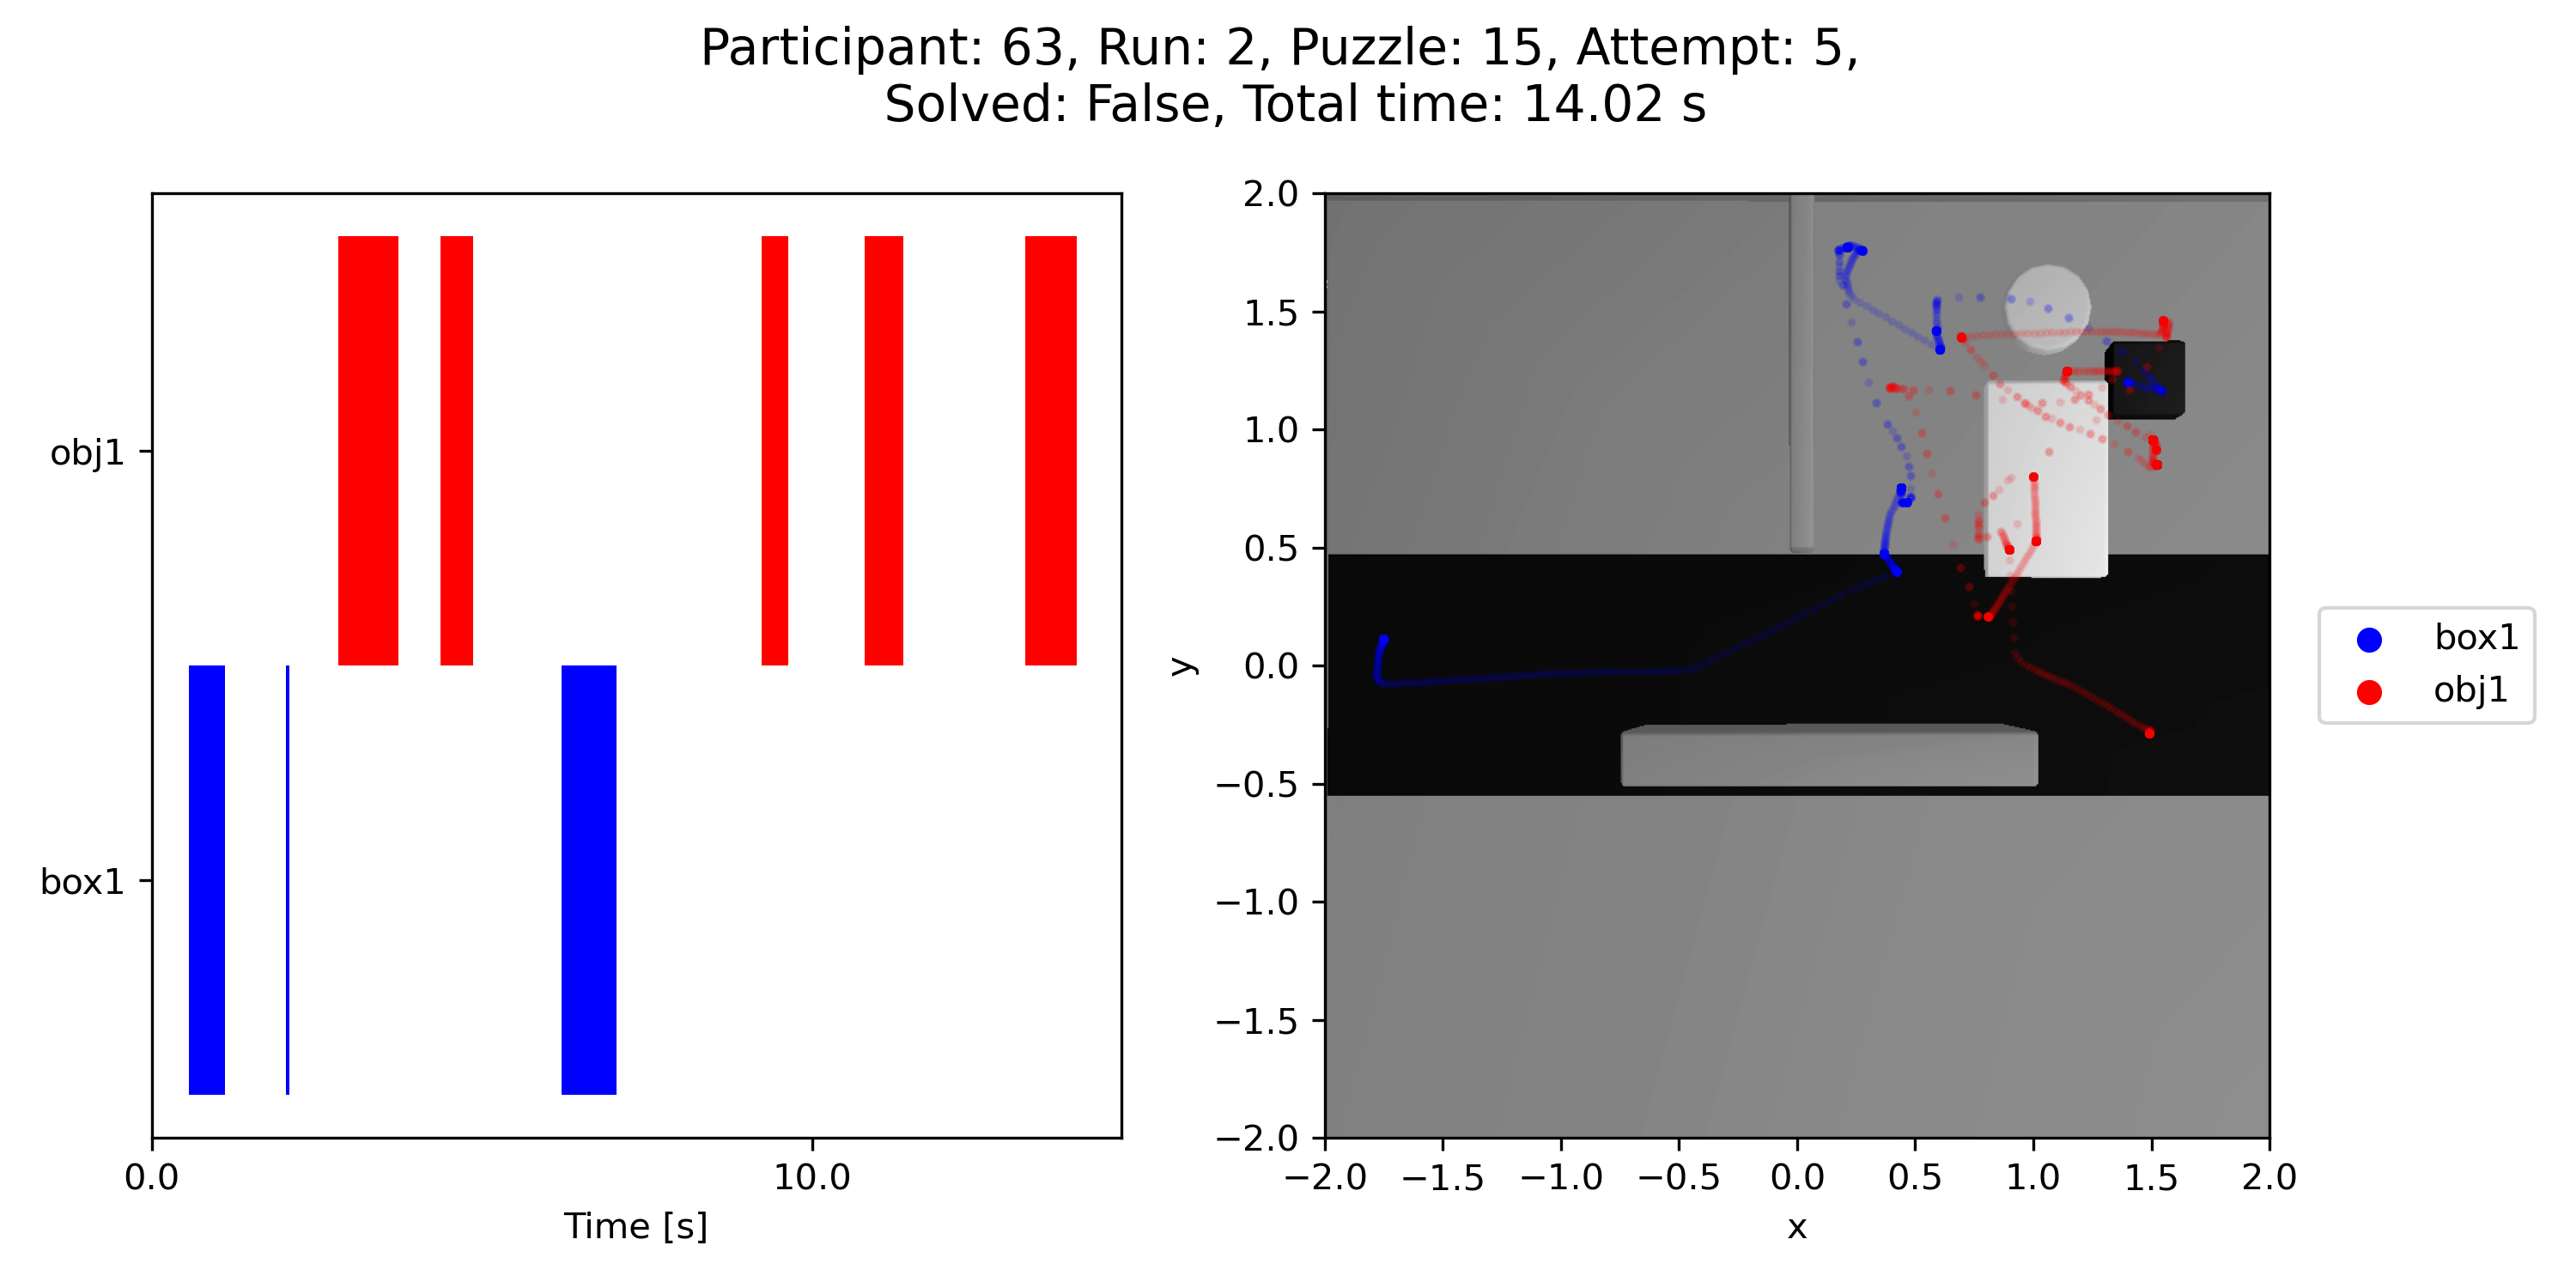 Participant: 63, Run: 2, Puzzle: 15, Attempt: 5,
Solved: False, Total time: 14.02 s
obj1
box1
0.0
10.0
Time [s]
2.0
1.5
1.0
0.5
0.0
−0.5
−1.0
−1.5
−2.0
y
−2.0
−1.5
−1.0
−0.5
0.0
0.5
1.0
1.5
2.0
x
box1
obj1